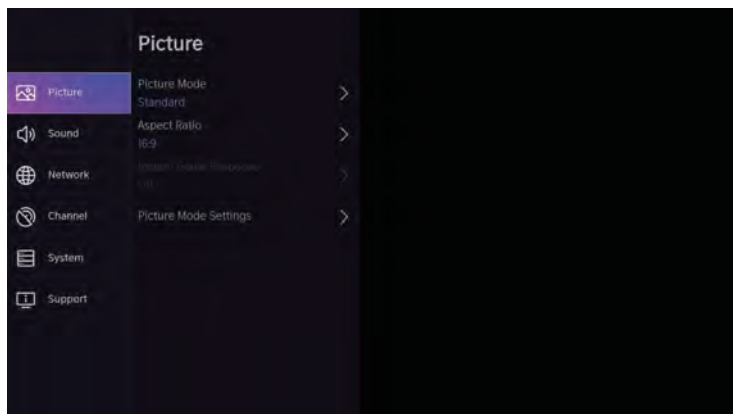 Picture
Picture
Sound
Network
Channel
System
Support
Picture Mode
Standard
Aspect Ratio
16:9
Picture Mode Settings